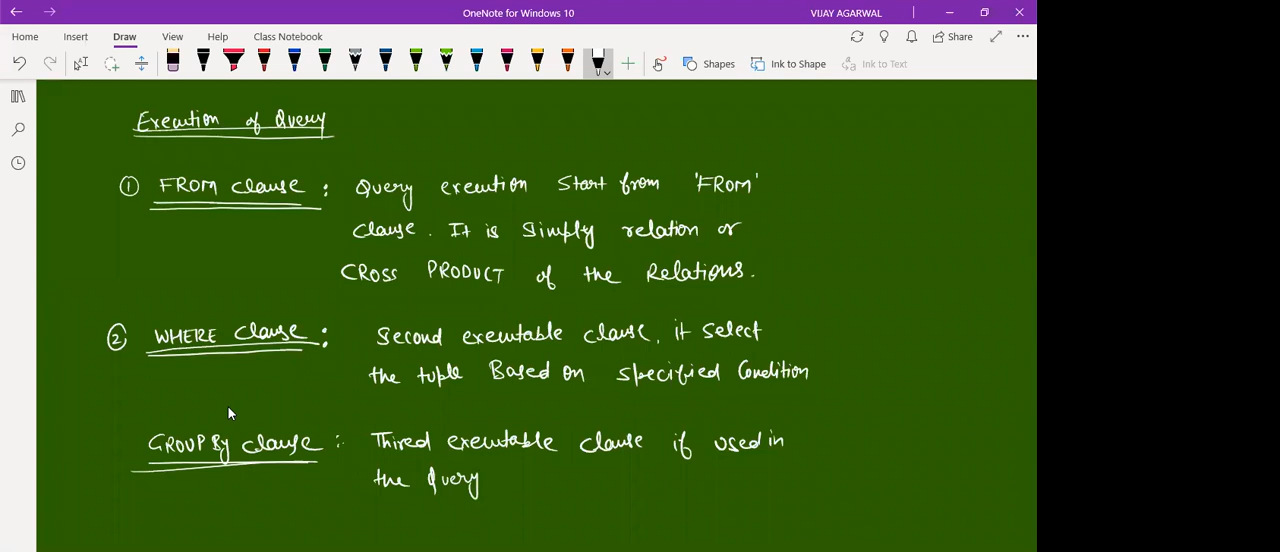 OneNote for Windows 10
VIJAY AGARWAL
Home Insert Draw View Help Class Notebook
Share
Shapes Ink to Shape Ink to Text
Execution of Query
① FROM Clause : Query execution Start from 'FROM'
Clause. It is Simply relation or
CROSS PRODUCT of the Relations.
② WHERE Clause : Second executable clause, it select
the tuple Based on specified Condition
GROUP By Clause : Thired executable clause if used in
the Query